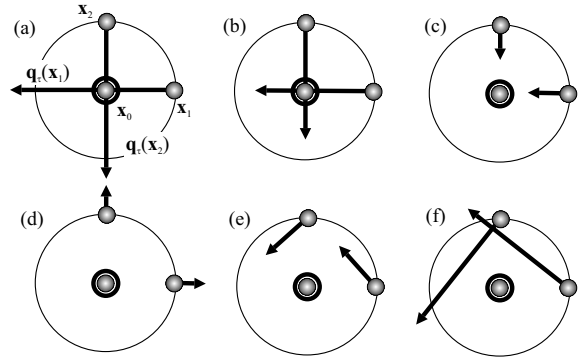 (a) x₂ (b) (c)
q_τ(x₁)
x₀ x₁
q_τ(x₂)
(d) (e) (f)